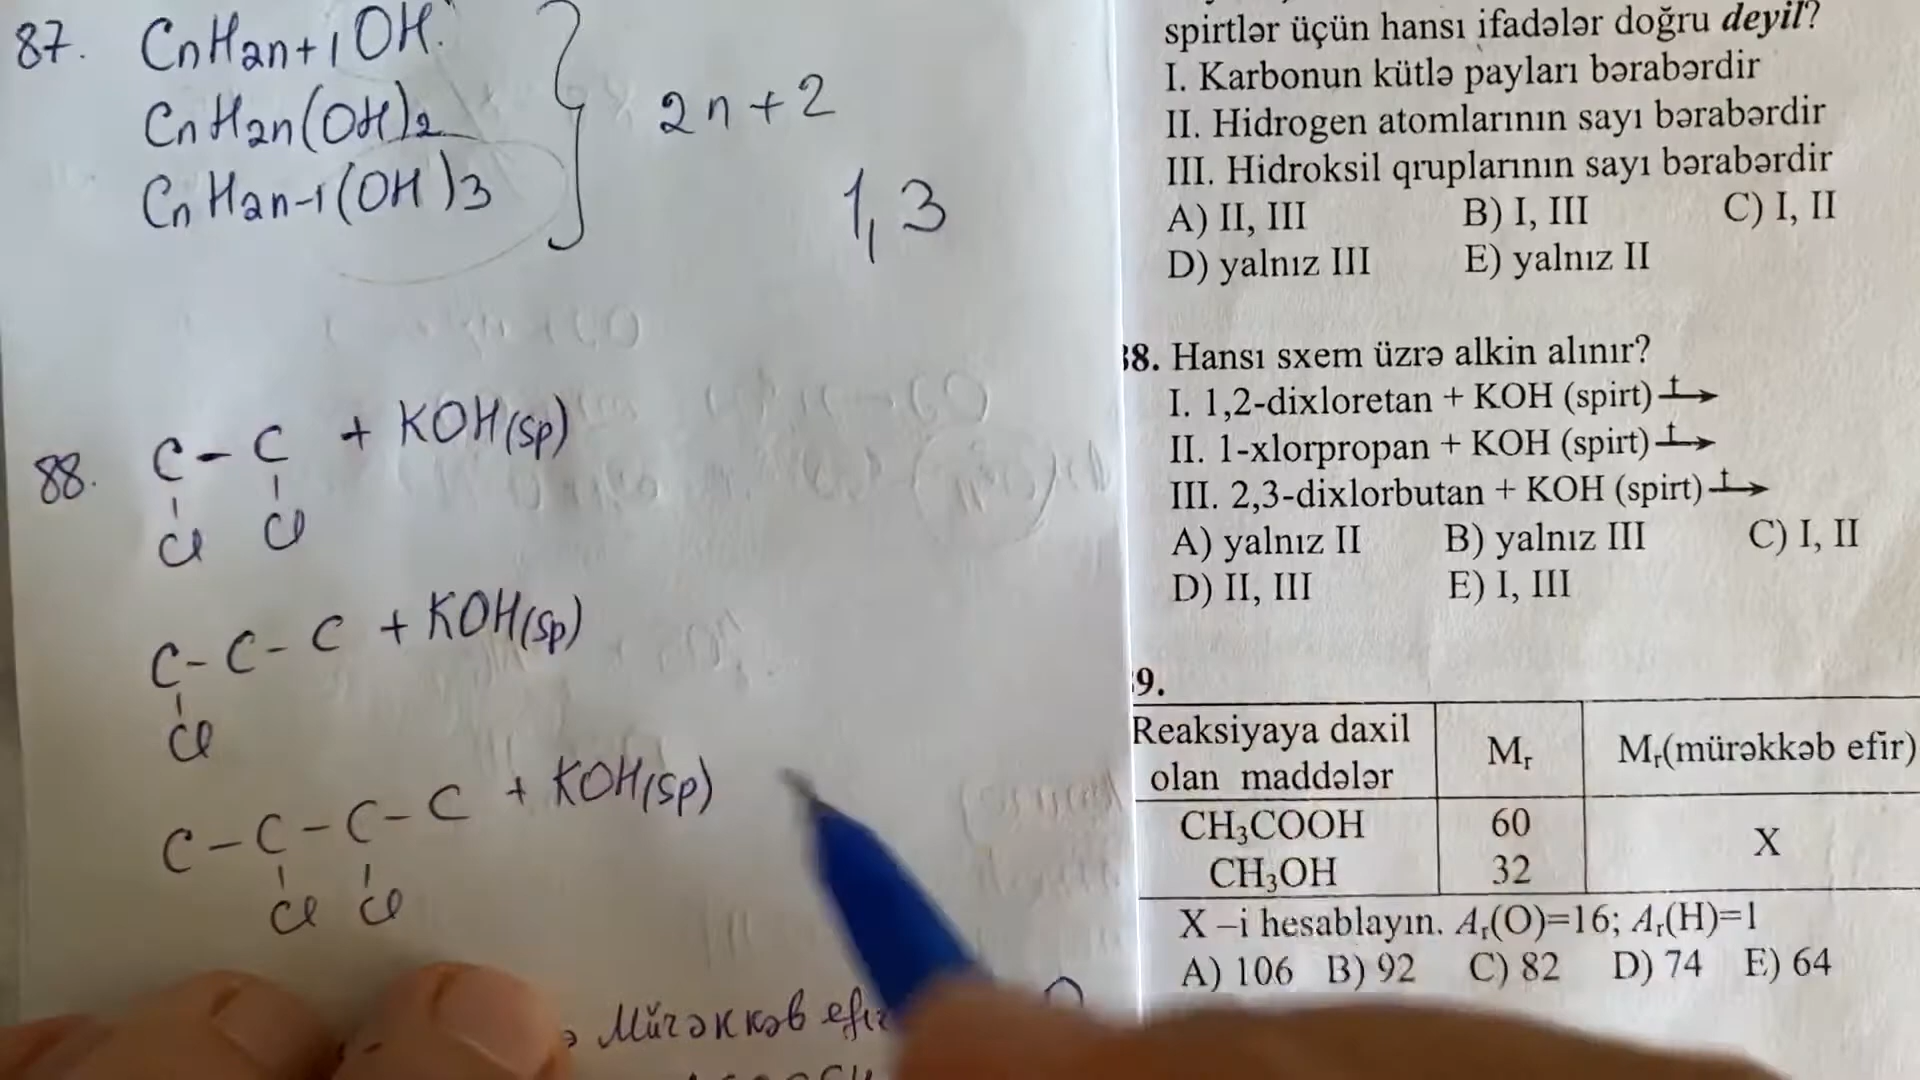 87. CnH2n+1OH.
CnH2n(OH)2
CnH2n-1(OH)3
2n+2
1,3
88. C-C + KOH(sp)
Cl Cl
C-C-C + KOH(sp)
Cl
C-C-C-C + KOH(sp)
Cl Cl
Mürəkkəb efir
spirtlər üçün hansı ifadələr doğru deyil?
I. Karbonun kütlə payları bərabərdir
II. Hidrogen atomlarının sayı bərabərdir
III. Hidroksil qruplarının sayı bərabərdir
A) II, III B) I, III C) I, II
D) yalnız III E) yalnız II
88. Hansı sxem üzrə alkin alınır?
I. 1,2-dixloretan + KOH (spirt) t→
II. 1-xlorpropan + KOH (spirt) t→
III. 2,3-dixlorbutan + KOH (spirt) t→
A) yalnız II B) yalnız III C) I, II
D) II, III E) I, III
9.
Reaksiyaya daxil olan maddələr Mr Mr(mürəkkəb efir)
CH3COOH 60 X
CH3OH 32
X –i hesablayın. Ar(O)=16; Ar(H)=1
A) 106 B) 92 C) 82 D) 74 E) 64